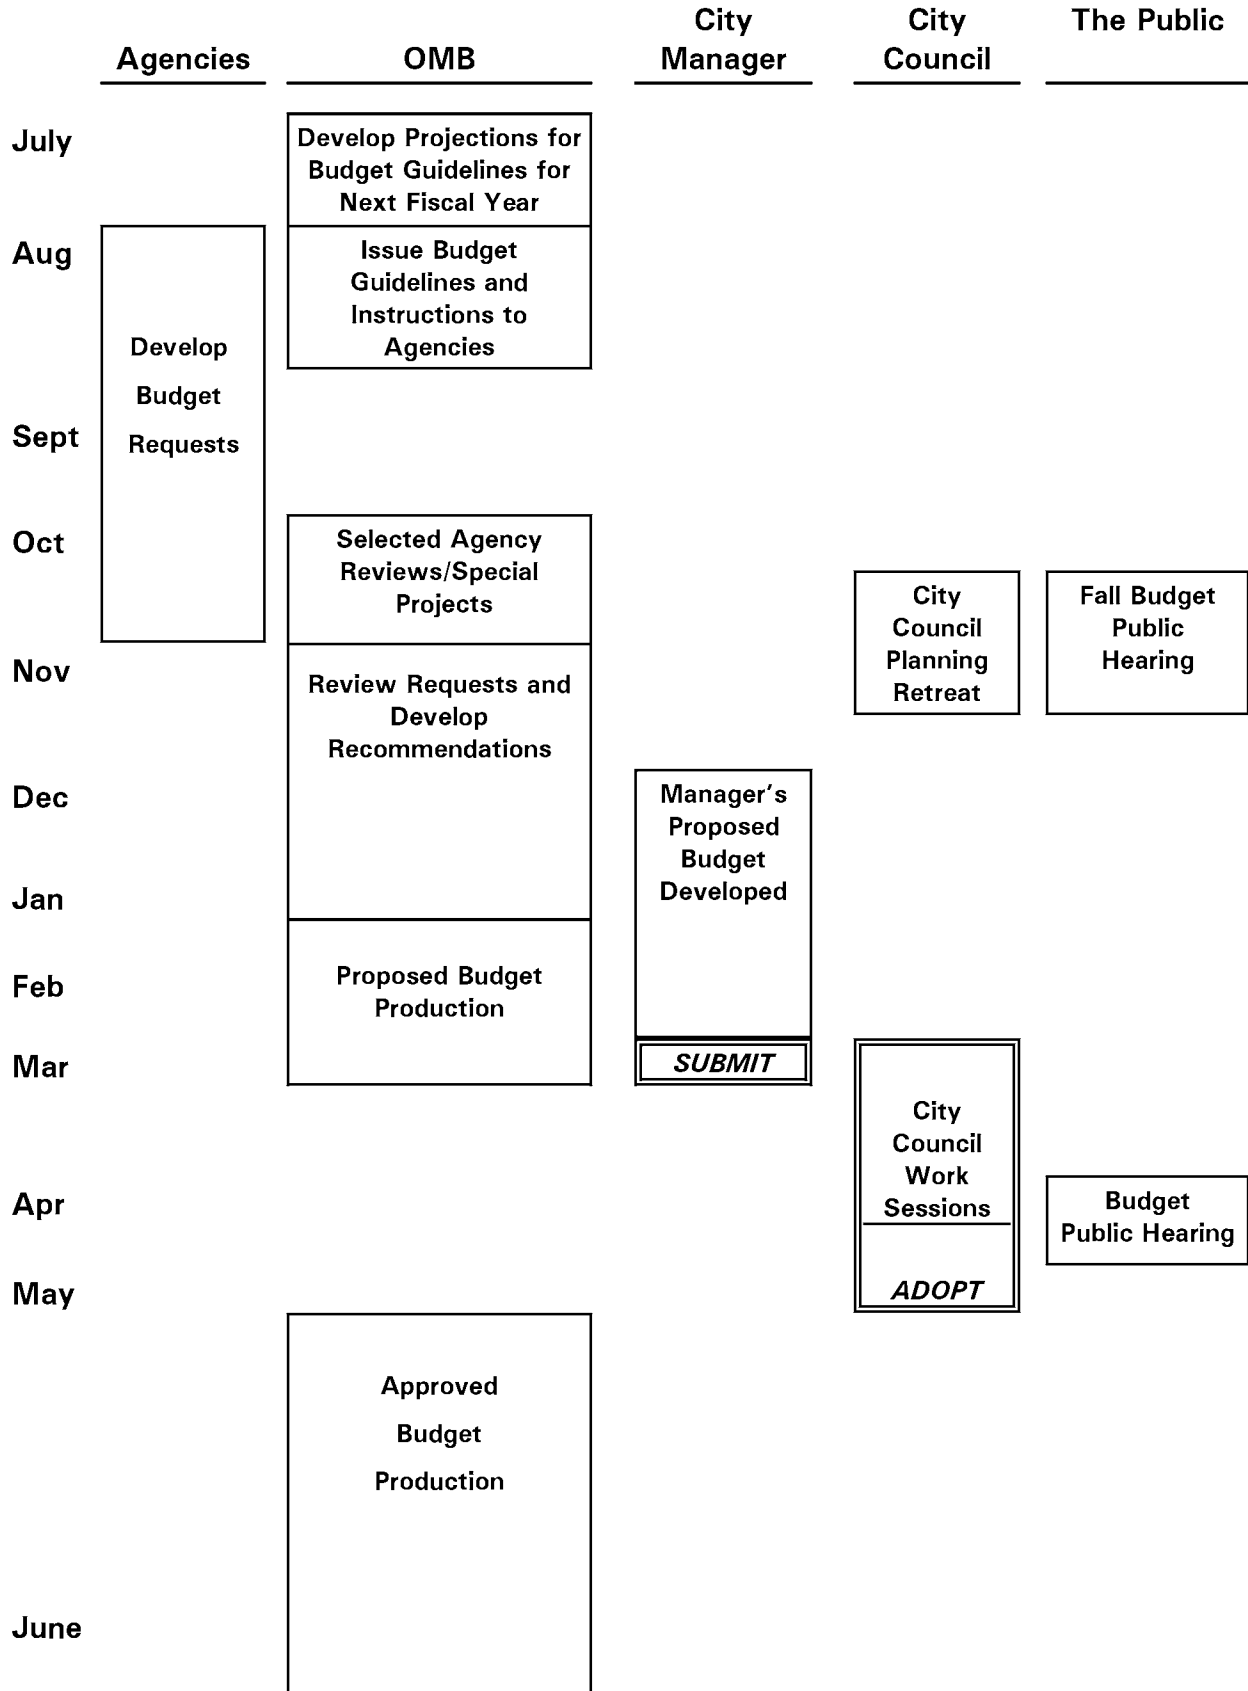 City
Manager
City
Council
The Public
Agencies
OMB
July
Develop Projections for
Budget Guidelines for
Next Fiscal Year
Aug
Issue Budget
Guidelines and
Instructions to
Agencies
Develop
Budget
Requests
Sept
Oct
Selected Agency
Reviews/Special
Projects
City
Council
Planning
Retreat
Fall Budget
Public
Hearing
Nov
Review Requests and
Develop
Recommendations
Dec
Manager's
Proposed
Budget
Developed
Jan
Feb
Proposed Budget
Production
Mar
SUBMIT
City
Council
Work
Sessions
Apr
Budget
Public Hearing
May
ADOPT
Approved
Budget
Production
June